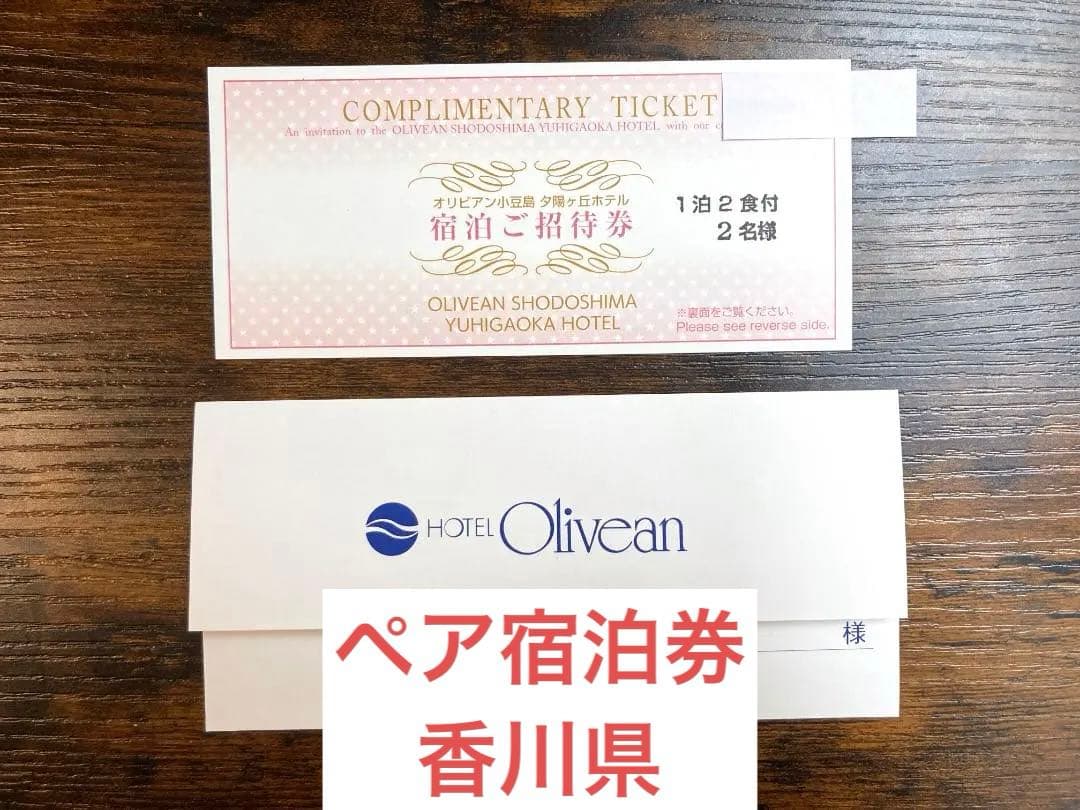 COMPLIMENTARY TICKET
An invitation to the OLIVEAN SHODOSHIMA YUHIGAOKA HOTEL with our
オリビアン小豆島 夕陽ヶ丘ホテル
宿泊ご招待券
1泊2食付
2名様
OLIVEAN SHODOSHIMA
YUHIGAOKA HOTEL
※裏面をご覧ください。
Please see reverse side.
HOTEL Olivean
様
ペア宿泊券
香川県